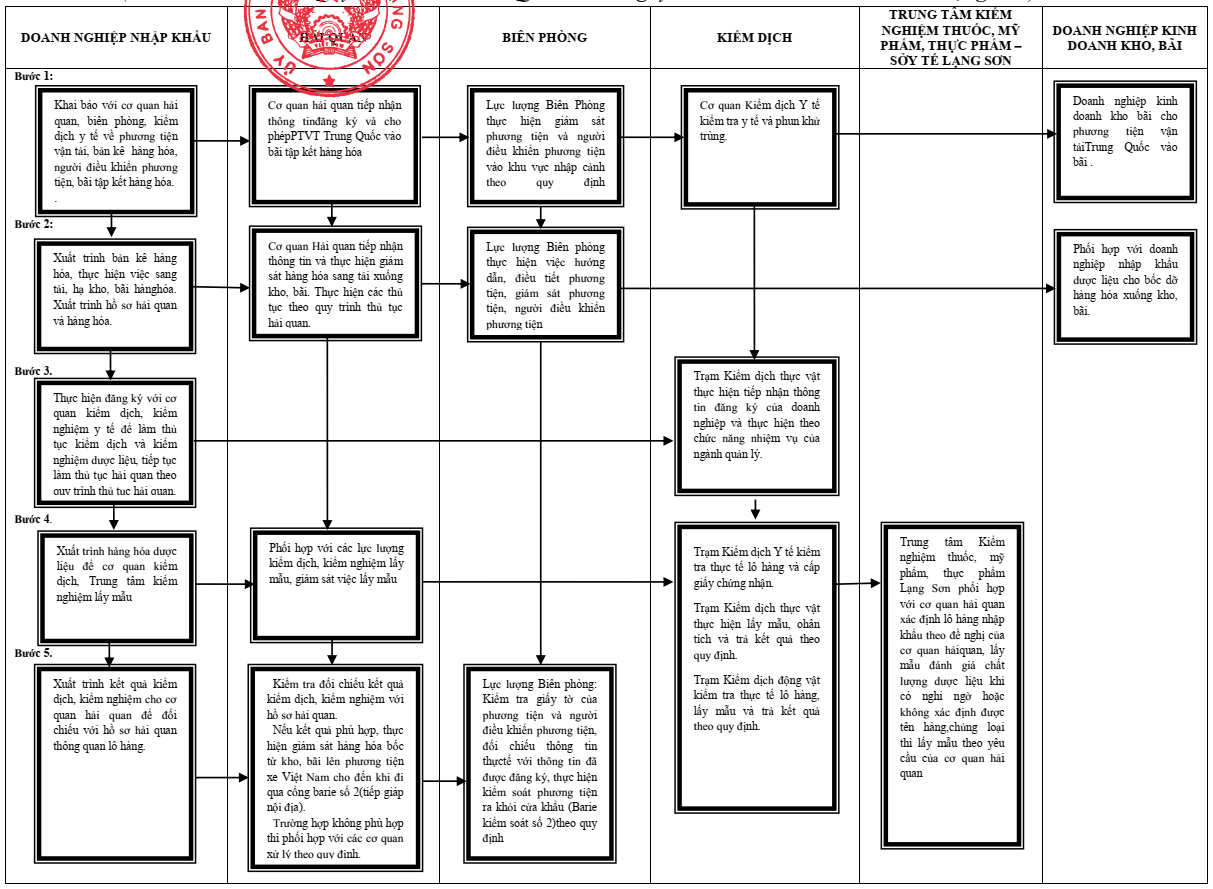 DOANH NGHIỆP NHẬP KHẨU
HẢI QUAN
BIÊN PHÒNG
KIỂM DỊCH
TRUNG TÂM KIỂM
NGHIỆM THUỐC, MỸ
PHẨM, THỰC PHẨM –
SỞY TẾ LẠNG SƠN
DOANH NGHIỆP KINH
DOANH KHO, BÃI
ỦY BAN
NG SƠN
VIỆT NAM
Bước 1:
Khai báo với cơ quan hải
quan, biên phòng, kiểm
dịch y tế về phương tiện
vận tải, bản kê hàng hóa,
người điều khiển phương
tiện, bãi tập kết hàng hóa.
.
Cơ quan hải quan tiếp nhận
thông tinđăng ký và cho
phépPTVT Trung Quốc vào
bãi tập kết hàng hóa
Lực lượng Biên Phòng
thực hiện giám sát
phương tiện và người
điều khiển phương tiện
vào khu vực nhập cảnh
theo quy định
Cơ quan Kiểm dịch Y tế
kiểm tra y tế và phun khử
trùng.
Doanh nghiệp kinh
doanh kho bãi cho
phương tiện vận
tảiTrung Quốc vào
bãi .
Bước 2:
Xuất trình bản kê hàng
hóa, thực hiện việc sang
tải, hạ kho, bãi hànghóa.
Xuất trình hồ sơ hải quan
và hàng hóa.
Cơ quan Hải quan tiếp nhận
thông tin và thực hiện giám
sát hàng hóa sang tải xuống
kho, bãi. Thực hiện các thủ
tục theo quy trình thủ tục
hải quan.
Lực lượng Biên phòng
thực hiện việc hướng
dẫn, điều tiết phương
tiện, giám sát phương
tiện, người điều khiển
phương tiện
Phối hợp với doanh
nghiệp nhập khẩu
dược liệu cho bốc dỡ
hàng hóa xuống kho,
bãi.
Bước 3.
Thực hiện đăng ký với cơ
quan kiểm dịch, kiểm
nghiệm y tế để làm thủ
tục kiểm dịch và kiểm
nghiệm dược liệu, tiếp tục
làm thủ tục hải quan theo
quy trình thủ tục hải quan.
Trạm Kiểm dịch thực vật
thực hiện tiếp nhận thông
tin đăng ký của doanh
nghiệp và thực hiện theo
chức năng nhiệm vụ của
ngành quản lý.
Bước 4.
Xuất trình hàng hóa dược
liệu để cơ quan kiểm
dịch, Trung tâm kiểm
nghiệm lấy mẫu
Phối hợp với các lực lượng
kiểm dịch, kiểm nghiệm lấy
mẫu, giám sát việc lấy mẫu
Trạm Kiểm dịch Y tế kiểm
tra thực tế lô hàng và cấp
giấy chứng nhận.
Trạm Kiểm dịch thực vật
thực hiện lấy mẫu, ohân
tích và trả kết quả theo
quy định.
Trạm Kiểm dịch động vật
kiểm tra thực tế lô hàng,
lấy mẫu và trả kết quả
theo quy định.
Trung tâm Kiểm
nghiệm thuốc, mỹ
phẩm, thực phẩm
Lạng Sơn phối hợp
với cơ quan hải quan
xác định lô hàng nhập
khẩu theo đề nghị của
cơ quan hảiquan, lấy
mẫu đánh giá chất
lượng dược liệu khi
có nghi ngờ hoặc
không xác định được
tên hàng,chủng loại
thì lấy mẫu theo yêu
cầu của cơ quan hải
quan
Bước 5.
Xuất trình kết quả kiểm
dịch, kiểm nghiệm cho cơ
quan hải quan để đối
chiếu với hồ sơ hải quan
thông quan lô hàng.
Kiểm tra đối chiếu kết quả
kiểm dịch, kiểm nghiệm với
hồ sơ hải quan.
Nếu kết quả phù hợp, thực
hiện giám sát hàng hóa bốc
từ kho, bãi lên phương tiện
xe Việt Nam cho đến khi đi
qua cổng barie số 2(tiếp giáp
nội địa).
Trường hợp không phù hợp
thì phối hợp với các cơ quan
xử lý theo quy định.
Lực lượng Biên phòng:
Kiểm tra giấy tờ của
phương tiện và người
điều khiển phương tiện,
đối chiếu thông tin
thựctế với thông tin đã
được đăng ký, thực hiện
kiểm soát phương tiện
ra khỏi cửa khẩu (Barie
kiểm soát số 2)theo quy
định